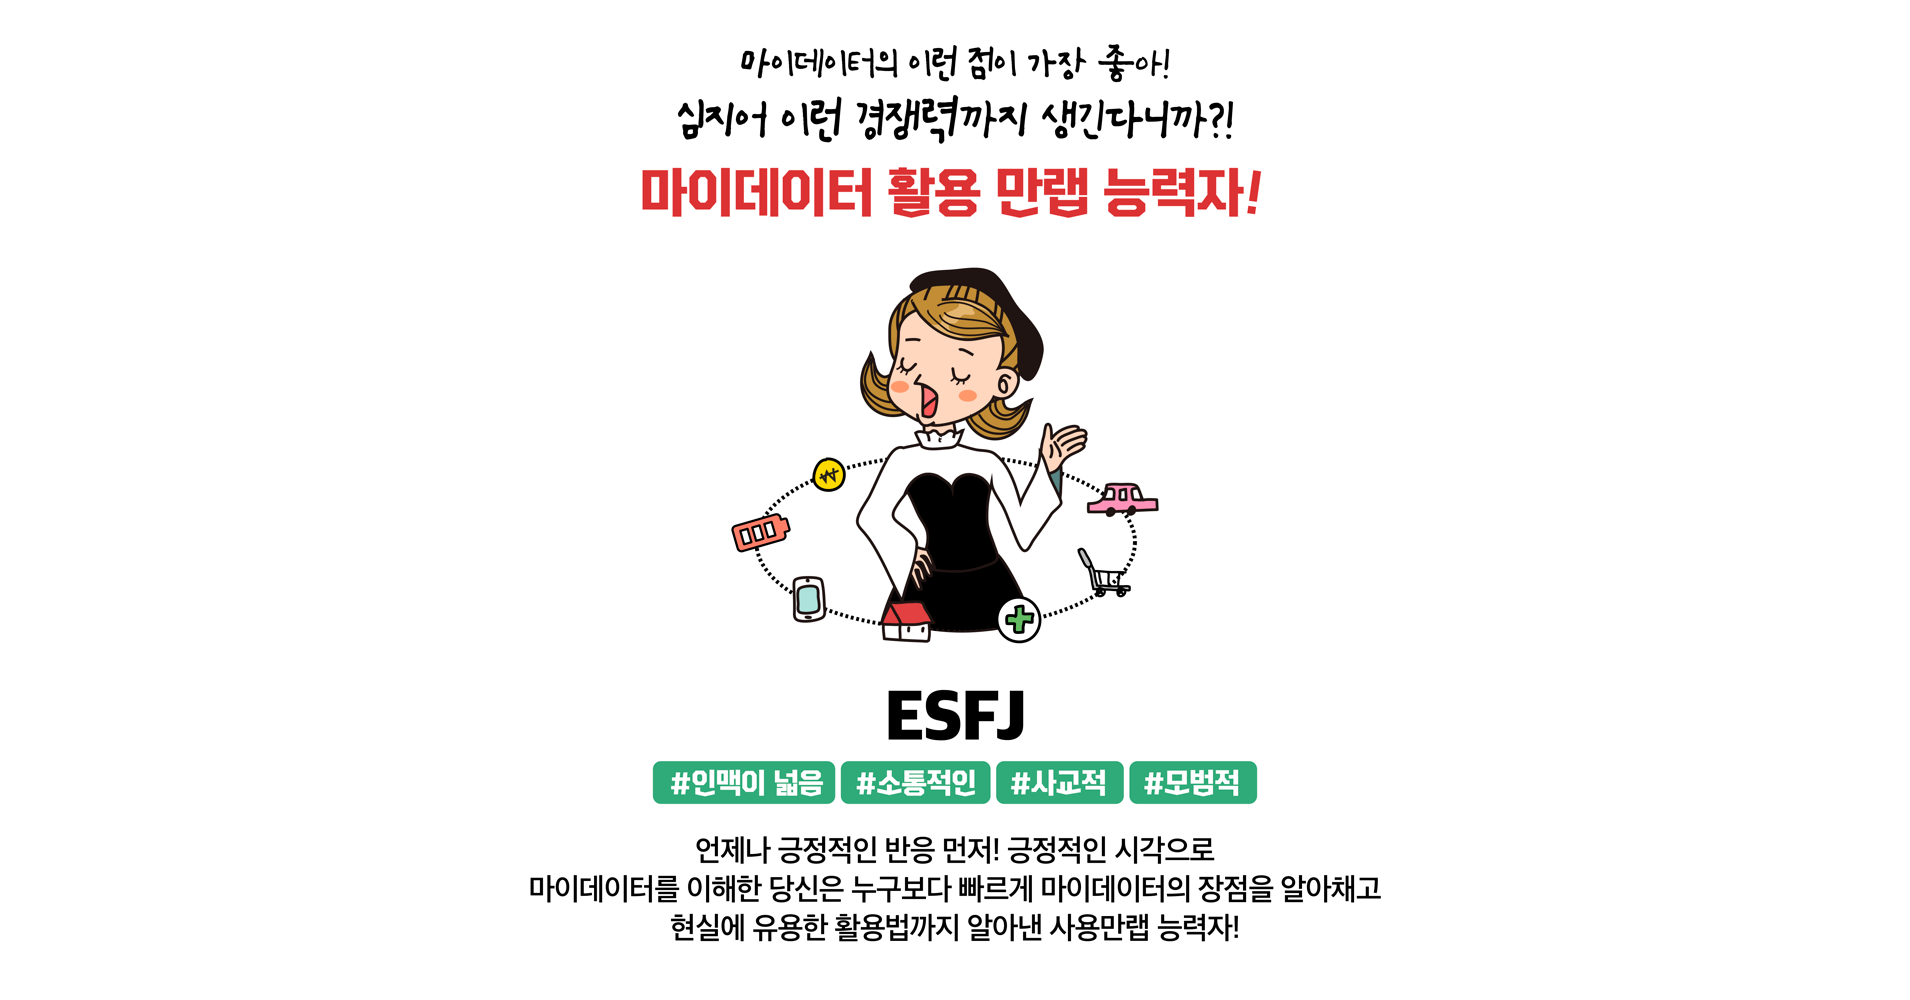 마이데이터의 이런 점이 가장 좋아!
심지어 이런 경쟁력까지 생긴다니까?!
마이데이터 활용 만랩 능력자!
₩
ESFJ
#인맥이 넓음 #소통적인 #사교적 #모범적
언제나 긍정적인 반응 먼저! 긍정적인 시각으로
마이데이터를 이해한 당신은 누구보다 빠르게 마이데이터의 장점을 알아채고
현실에 유용한 활용법까지 알아낸 사용만랩 능력자!